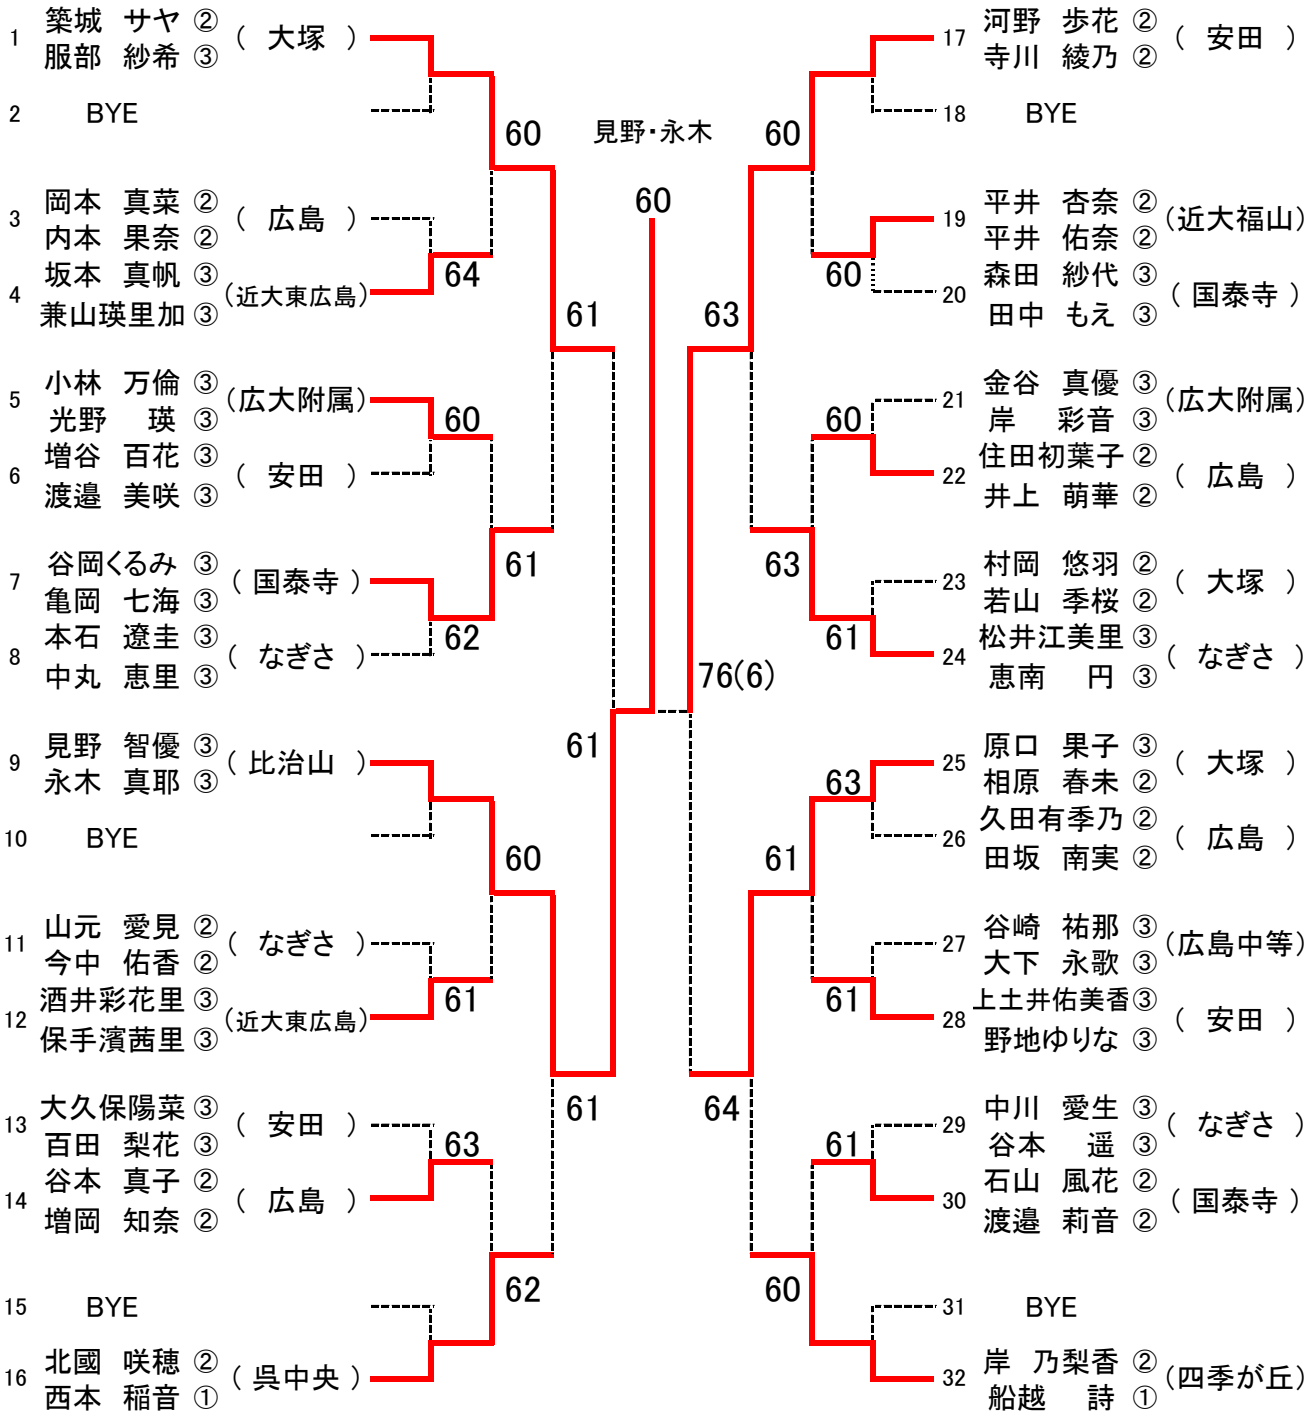 築城 サヤ ②
1 ( 大塚 )
服部 紗希 ③
2 BYE
60
岡本 真菜 ②
3 ( 広島 )
内本 果奈 ②
坂本 真帆 ③
4 (近大東広島)
兼山瑛里加 ③
64
61
小林 万倫 ③
5 (広大附属)
光野 瑛 ③
60
増谷 百花 ③
6 ( 安田 )
渡邉 美咲 ③
61
谷岡くるみ ③
7 ( 国泰寺 )
亀岡 七海 ③
本石 遼圭 ③
8 ( なぎさ )
中丸 恵里 ③
62
61
見野 智優 ③
9 ( 比治山 )
永木 真耶 ③
10 BYE
60
山元 愛見 ②
11 ( なぎさ )
今中 佑香 ②
酒井彩花里 ③
12 (近大東広島)
保手濱茜里 ③
61
61
大久保陽菜 ③
13 ( 安田 )
百田 梨花 ③
63
谷本 真子 ②
14 ( 広島 )
増岡 知奈 ②
62
15 BYE
北國 咲穂 ②
16 ( 呉中央 )
西本 稲音 ①
見野・永木
60
河野 歩花 ②
17 ( 安田 )
寺川 綾乃 ②
18 BYE
60
平井 杏奈 ②
19 (近大福山)
平井 佑奈 ②
60
森田 紗代 ③
20 ( 国泰寺 )
田中 もえ ③
63
金谷 真優 ③
21 (広大附属)
岸 彩音 ③
60
住田初葉子 ②
22 ( 広島 )
井上 萌華 ②
63
村岡 悠羽 ②
23 ( 大塚 )
若山 季桜 ②
61
松井江美里 ③
24 ( なぎさ )
恵南 円 ③
76(6)
原口 果子 ③
25 ( 大塚 )
相原 春未 ②
63
久田有季乃 ②
26 ( 広島 )
田坂 南実 ②
61
谷崎 祐那 ③
27 (広島中等)
大下 永歌 ③
61
上土井佑美香③
28 ( 安田 )
野地ゆりな ③
64
中川 愛生 ③
29 ( なぎさ )
谷本 遥 ③
61
石山 風花 ②
30 ( 国泰寺 )
渡邉 莉音 ②
60
31 BYE
岸 乃梨香 ②
32 (四季が丘)
船越 詩 ①